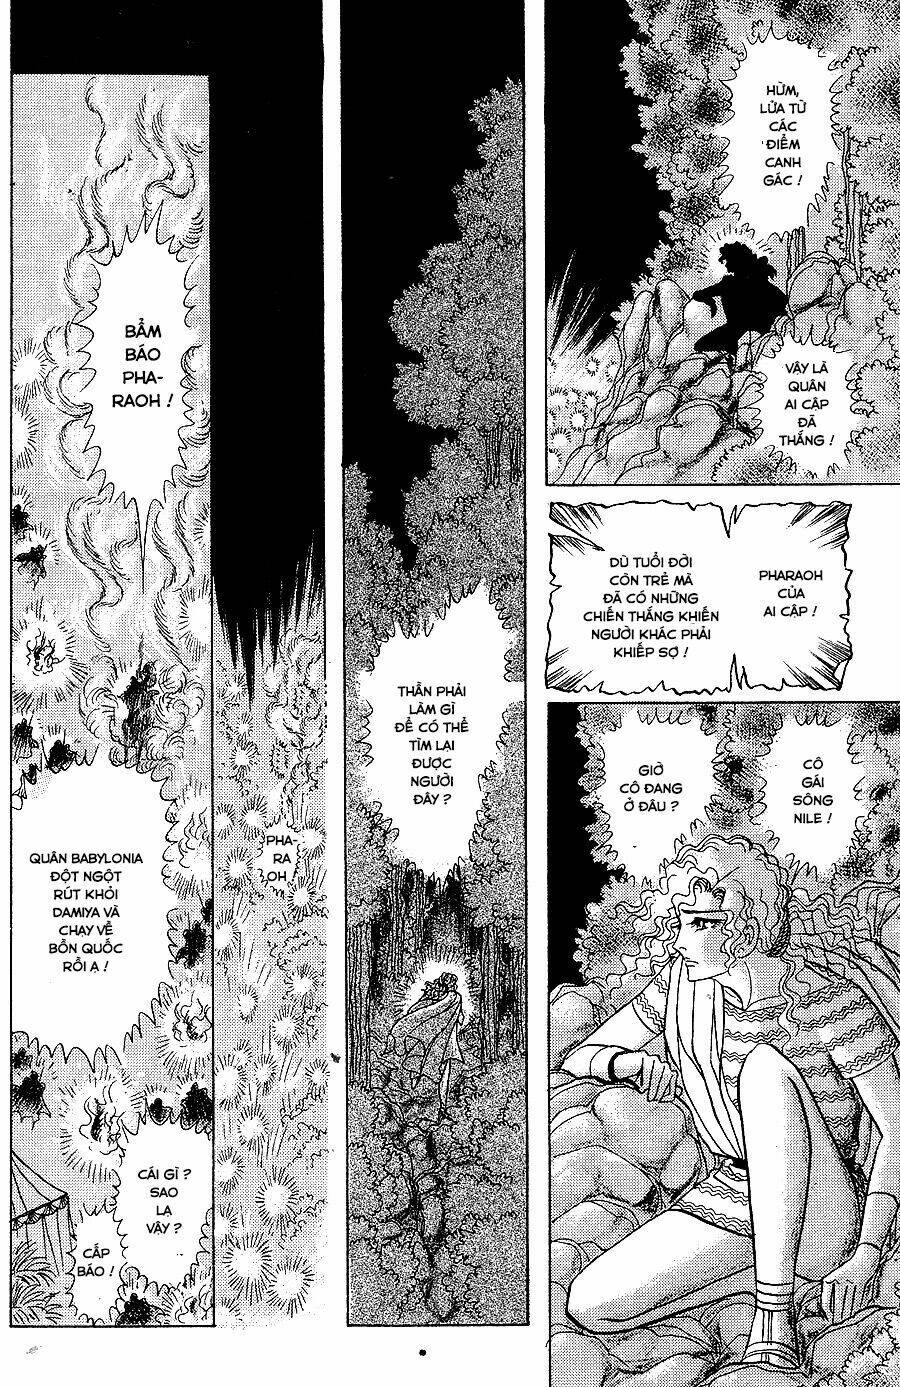 HỪM,
LỬA TỪ
CÁC
ĐIỂM
CANH
GÁC !
VẬY LÀ
QUÂN
AI CẬP
ĐÃ
THẮNG !
PHARAOH
CỦA
AI CẬP !
DÙ TUỔI ĐỜI
CÒN TRẺ MÀ
ĐÃ CÓ NHỮNG
CHIẾN THẮNG KHIẾN
NGƯỜI KHÁC PHẢI
KHIẾP SỢ !
CÔ
GÁI
SÔNG
NILE !
GIỜ
CÔ ĐANG
Ở ĐÂU ?
THẦN PHẢI
LÀM GÌ
ĐỂ CÓ THỂ
TÌM LẠI
ĐƯỢC
NGƯỜI
ĐÂY ?
PHA-
RA
OH
BẨM
BÁO
PHA-
RAOH !
QUÂN BABYLONIA
ĐỘT NGỘT
RÚT KHỎI
DAMIYA VÀ
CHẠY VỀ
BỔN QUỐC
RỒI Ạ !
CÁI GÌ ?
SAO
LẠ
VẬY ?
CẤP
BÁO !